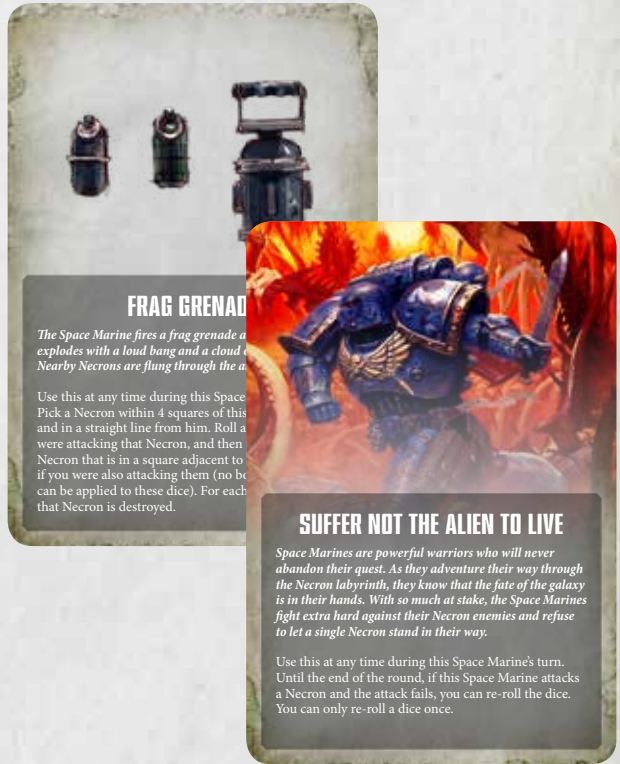 FRAG GRENAD
The Space Marine fires a frag grenade a
explodes with a loud bang and a cloud
Nearby Necrons are flung through the a
Use this at any time during this Space
Pick a Necron within 4 squares of this
and in a straight line from him. Roll a
were attacking that Necron, and then
Necron that is in a square adjacent to
if you were also attacking them (no bo
can be applied to these dice). For each
that Necron is destroyed.
SUFFER NOT THE ALIEN TO LIVE
Space Marines are powerful warriors who will never
abandon their quest. As they adventure their way through
the Necron labyrinth, they know that the fate of the galaxy
is in their hands. With so much at stake, the Space Marines
fight extra hard against their Necron enemies and refuse
to let a single Necron stand in their way.
Use this at any time during this Space Marine’s turn.
Until the end of the round, if this Space Marine attacks
a Necron and the attack fails, you can re-roll the dice.
You can only re-roll a dice once.